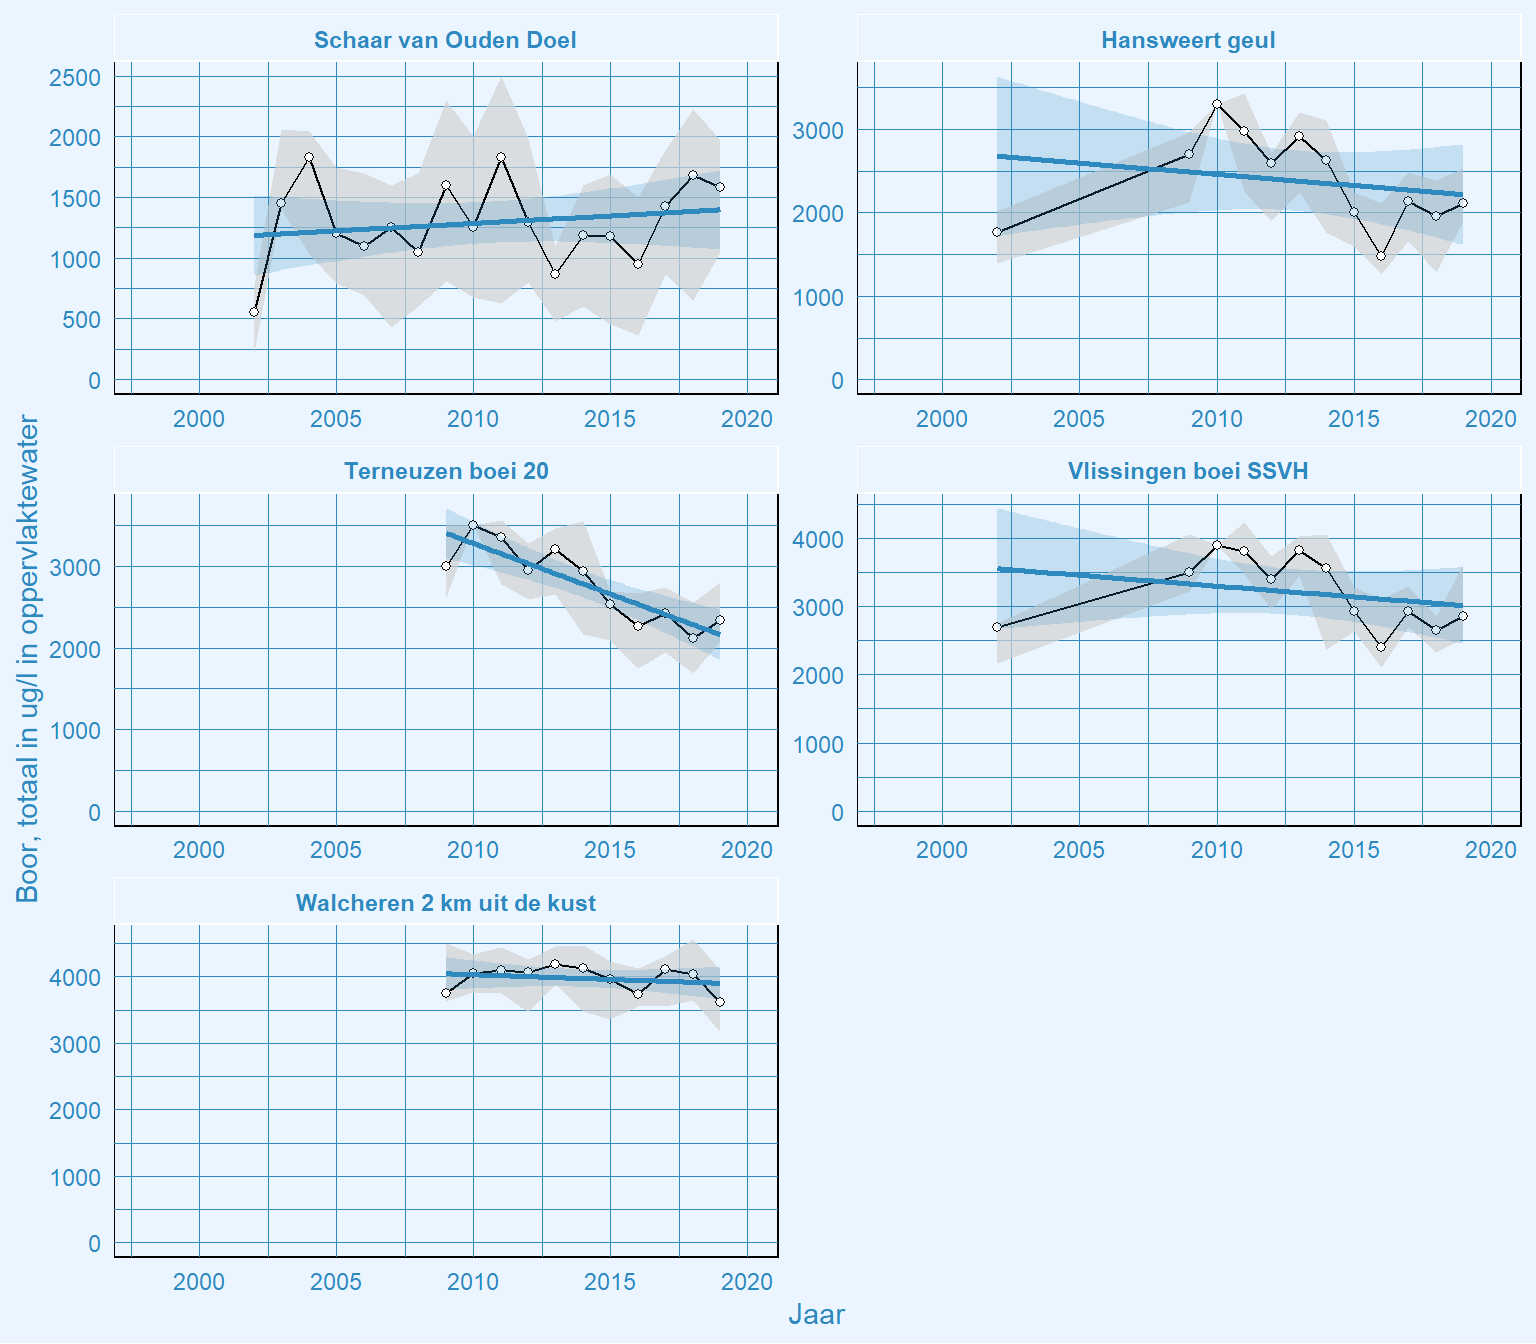 Schaar van Ouden Doel
2500
2000
1500
1000
500
0
2000 2005 2010 2015 2020
Hansweert geul
3000
2000
1000
0
2000 2005 2010 2015 2020
Boor, totaal in ug/l in oppervlaktewater
Terneuzen boei 20
3000
2000
1000
0
2000 2005 2010 2015 2020
Vlissingen boei SSVH
4000
3000
2000
1000
0
2000 2005 2010 2015 2020
Walcheren 2 km uit de kust
4000
3000
2000
1000
0
2000 2005 2010 2015 2020
Jaar